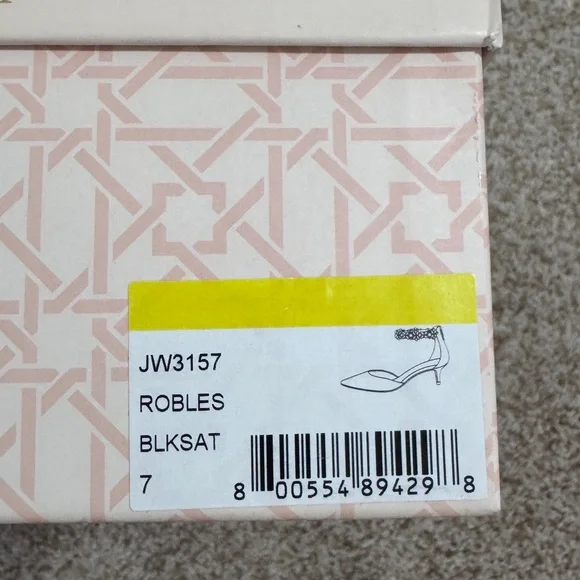 JW3157
ROBLES
BLKSAT
7
8 00554 89429 8